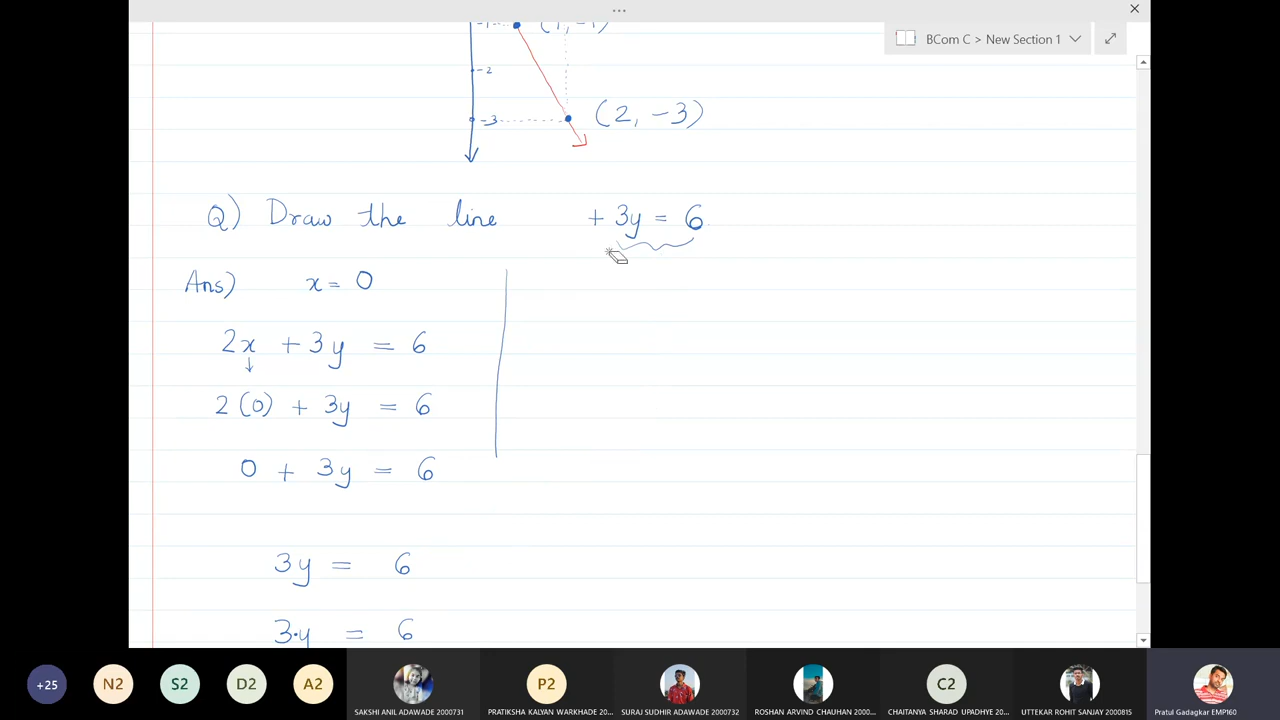 BCom C > New Section 1
-2
-3
(2, -3)
Q) Draw the line + 3y = 6
Ans) x = 0
2x + 3y = 6
2 (0) + 3y = 6
0 + 3y = 6
3y = 6
3·y = 6
+25
N2
S2
D2
A2
P2
C2
SAKSHI ANIL ADAWADE 2000731
PRATIKSHA KALYAN WARKHADE 20...
SURAJ SUDHIR ADAWADE 2000732
ROSHAN ARVIND CHAUHAN 2000...
CHAITANYA SHARAD UPADHYE 20...
UTTEKAR ROHIT SANJAY 2000815
Pratul Gadagkar EMP160